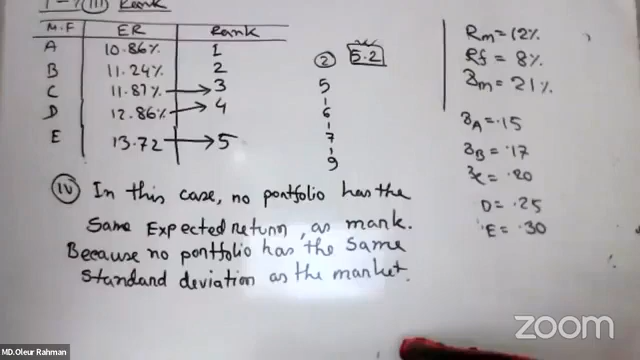 (iii) Rank
M.F ER Rank
A 10.86% 1
B 11.24% 2
C 11.87% → 3
D 12.86% → 4
E 13.72 → 5
(2) 5.2
5
6
7
9
Rm = 12%
Rf = 8%
σm = 21%
σA = .15
σB = .17
σC = .20
D = .25
E = .30
(iv) In this case, no portfolio has the
Same Expected return, as mark.
Because no portfolio has the same
Standard deviation as the market.
MD.Oleur Rahman
zoom